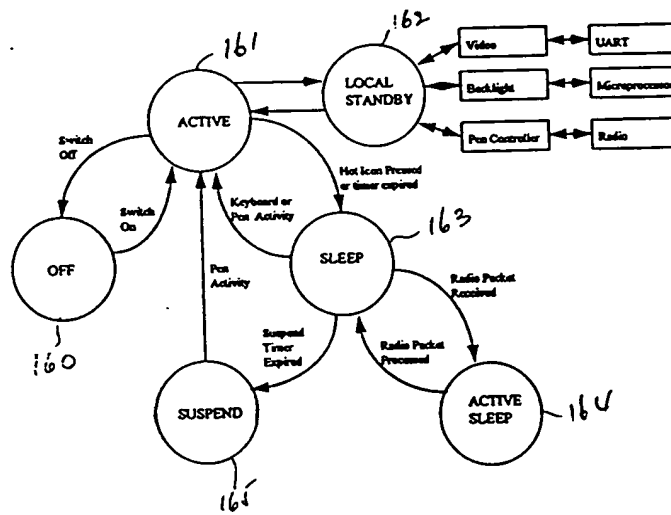 161
162
ACTIVE
LOCAL
STANDBY
Video
UART
Backlight
Microprocessor
Pen Controller
Radio
Switch
Off
Switch
On
Keyboard or
Pen Activity
Hot Icon Pressed
or timer expired
163
OFF
160
Pen
Activity
SLEEP
Radio Packet
Received
Suspend
Timer
Expired
Radio Packet
Processed
SUSPEND
165
ACTIVE
SLEEP
164